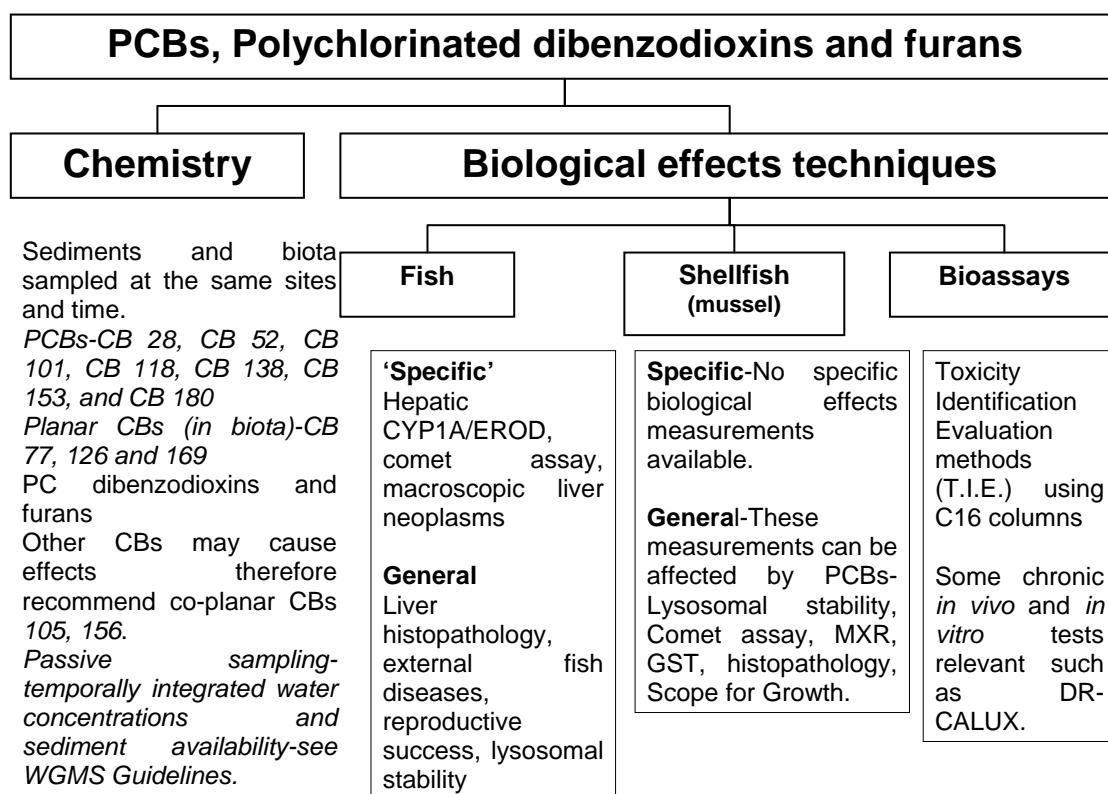 PCBs, Polychlorinated dibenzodioxins and furans
Chemistry
Biological effects techniques
Sediments and biota
sampled at the same sites
and time.
PCBs-CB 28, CB 52, CB
101, CB 118, CB 138, CB
153, and CB 180
Planar CBs (in biota)-CB
77, 126 and 169
PC dibenzodioxins and
furans
Other CBs may cause
effects therefore
recommend co-planar CBs
105, 156.
Passive sampling-
temporally integrated water
concentrations and
sediment availability-see
WGMS Guidelines.
Fish
‘Specific’
Hepatic
CYP1A/EROD,
comet assay,
macroscopic liver
neoplasms
General
Liver
histopathology,
external fish
diseases,
reproductive
success, lysosomal
stability
Shellfish
(mussel)
Specific-No specific
biological effects
measurements
available.
General-These
measurements can be
affected by PCBs-
Lysosomal stability,
Comet assay, MXR,
GST, histopathology,
Scope for Growth.
Bioassays
Toxicity
Identification
Evaluation
methods
(T.I.E.) using
C16 columns
Some chronic
in vivo and in
vitro tests
relevant such
as DR-
CALUX.